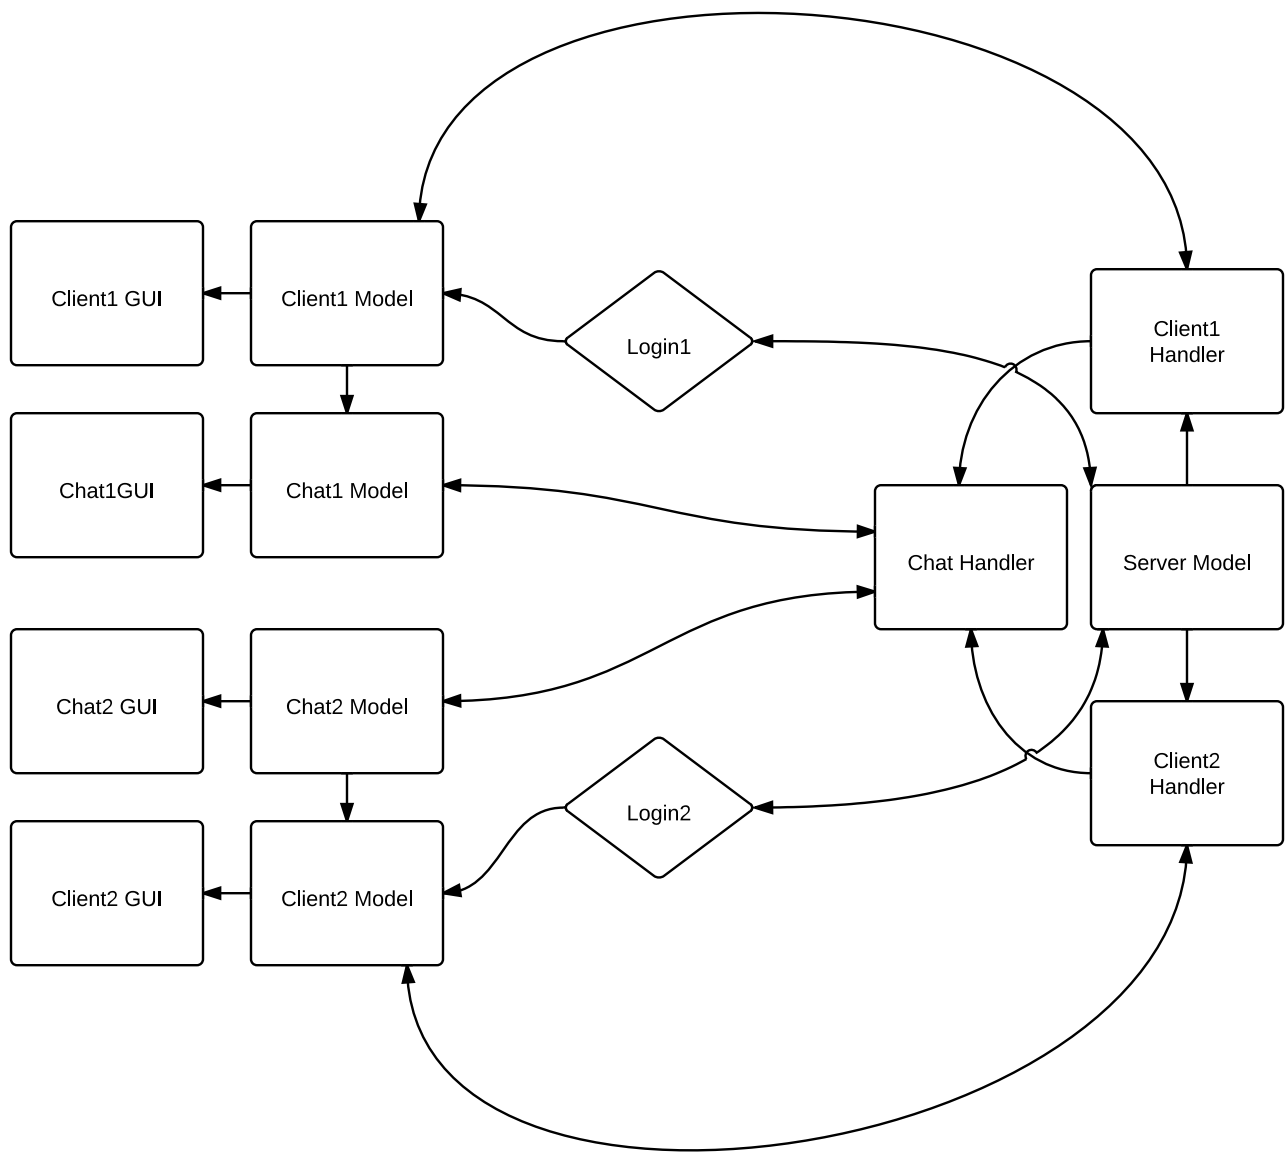 Client1 GUI
Client1 Model
Login1
Client1
Handler
Chat1GUI
Chat1 Model
Chat Handler
Server Model
Chat2 GUI
Chat2 Model
Login2
Client2
Handler
Client2 GUI
Client2 Model